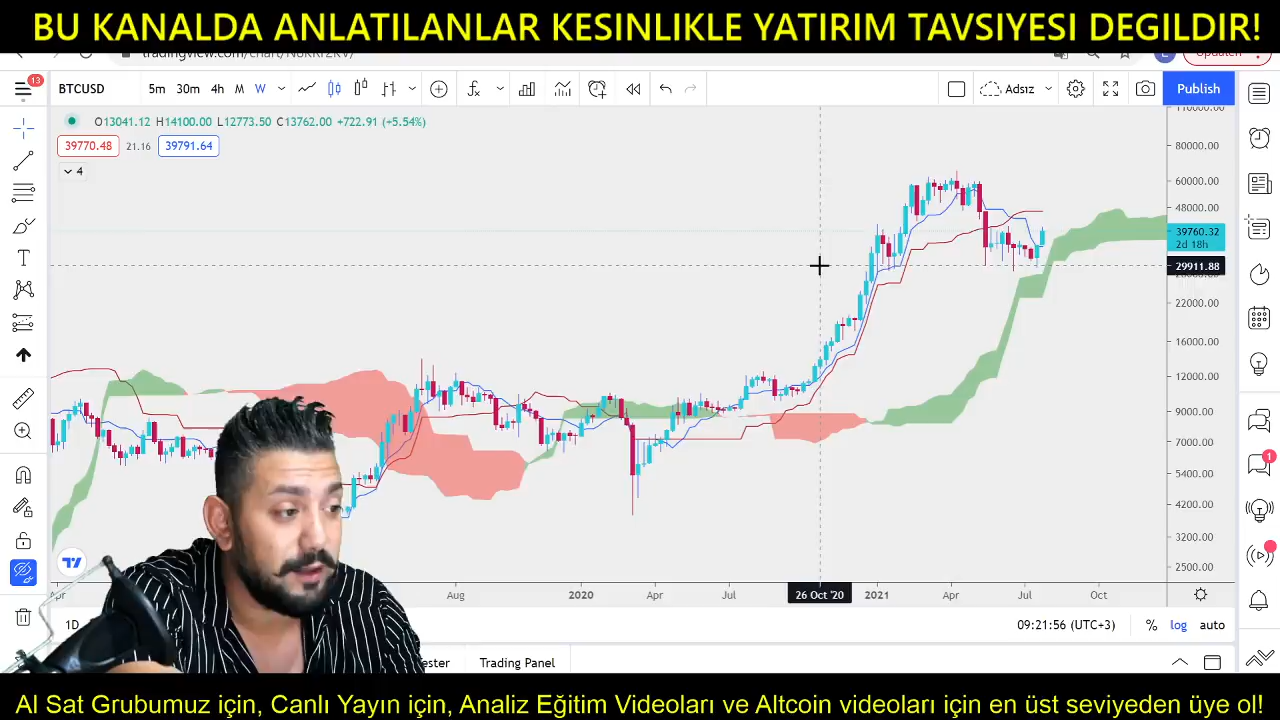 BU KANALDA ANLATILANLAR KESINLIKLE YATIRIM TAVSIYESI DEGILDIR!
13
BTCUSD 5m 30m 4h M W Adsız Publish
O13041.12 H14100.00 L12773.50 C13762.00 +722.91 (+5.54%)
39770.48 21.16 39791.64
4
80000.00
60000.00
48000.00
39760.32
2d 18h
29911.88
22000.00
16000.00
12000.00
9000.00
7000.00
5400.00
4200.00
3200.00
2500.00
1
Apr Aug 2020 Apr Jul 26 Oct '20 2021 Apr Jul Oct
1D 09:21:56 (UTC+3) % log auto
Trading Panel
Al Sat Grubumuz için, Canlı Yayın için, Analiz Eğitim Videoları ve Altcoin videoları için en üst seviyeden üye ol!